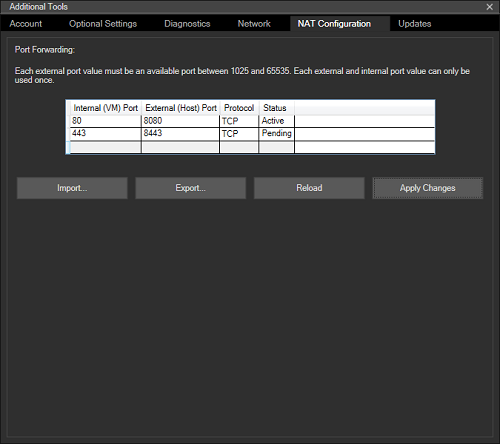 Additional Tools
Account Optional Settings Diagnostics Network NAT Configuration Updates
Port Forwarding:
Each external port value must be an available port between 1025 and 65535. Each external and internal port value can only be
used once.
Internal (VM) Port External (Host) Port Protocol Status
80 8080 TCP Active
443 8443 TCP Pending
Import... Export... Reload Apply Changes